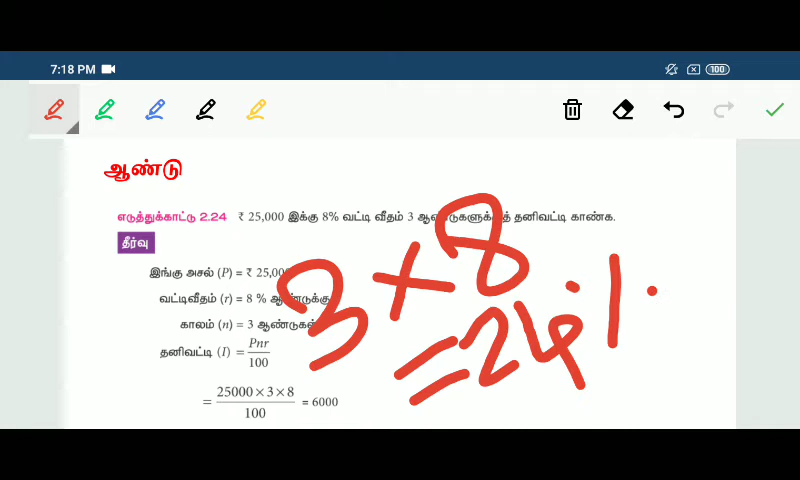 7:18 PM 100
ஆண்டு
எடுத்துக்காட்டு 2.24 ₹ 25,000 இக்கு 8% வட்டி வீதம் 3 ஆண்டுகளுக்குத் தனிவட்டி காண்க.
தீர்வு
இங்கு அசல் (P) = ₹ 25,000
வட்டிவீதம் (r) = 8 % ஆண்டுக்கு
காலம் (n) = 3 ஆண்டுகள்
தனிவட்டி (I) = Pnr
100
= 25000 × 3 × 8
100 = 6000
3 × 8
= 24 %